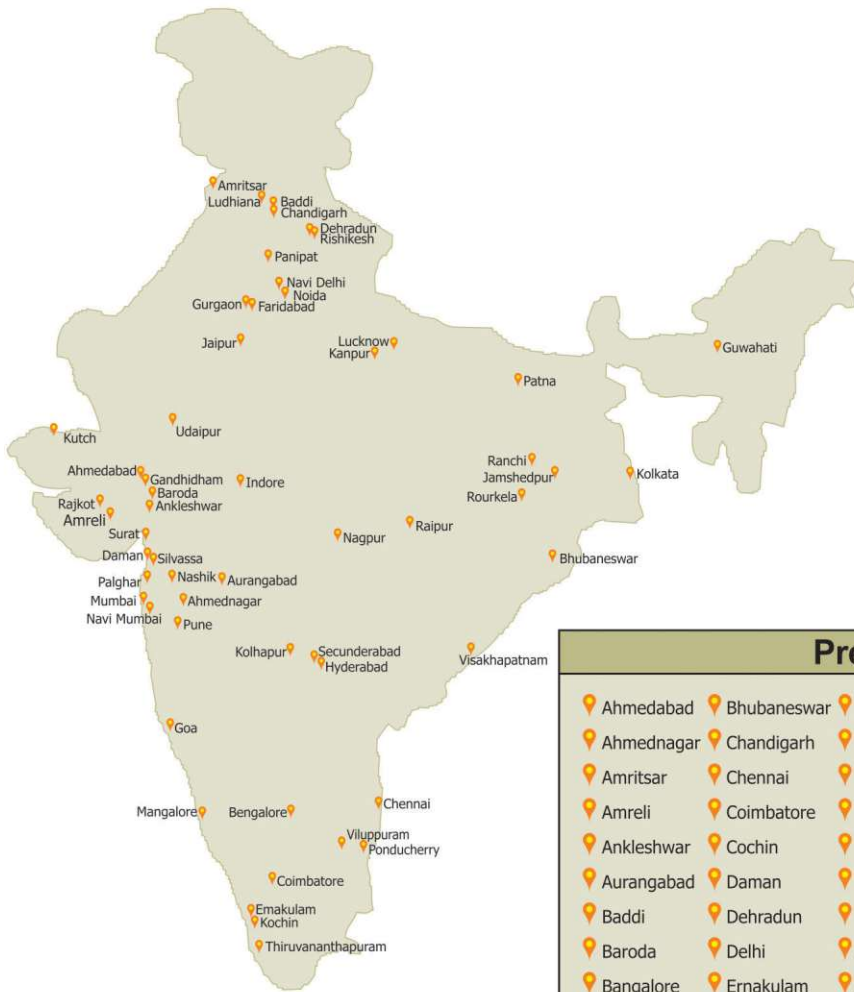 Amritsar
Ludhiana
Baddi
Chandigarh
Dehradun
Rishikesh
Panipat
Navi Delhi
Noida
Gurgaon
Faridabad
Jaipur
Lucknow
Kanpur
Guwahati
Patna
Kutch
Udaipur
Ahmedabad
Gandhidham
Indore
Ranchi
Jamshedpur
Kolkata
Baroda
Rourkela
Rajkot
Ankleshwar
Amreli
Raipur
Surat
Nagpur
Daman
Silvassa
Bhubaneswar
Palghar
Nashik
Aurangabad
Mumbai
Ahmednagar
Navi Mumbai
Pune
Kolhapur
Secunderabad
Hyderabad
Visakhapatnam
Goa
Mangalore
Bengalore
Chennai
Viluppuram
Ponducherry
Coimbatore
Emakulam
Kochin
Thiruvananthapuram
Ahmedabad Bhubaneswar
Ahmednagar Chandigarh
Amritsar Chennai
Amreli Coimbatore
Ankleshwar Cochin
Aurangabad Daman
Baddi Dehradun
Baroda Delhi
Bangalore Ernakulam